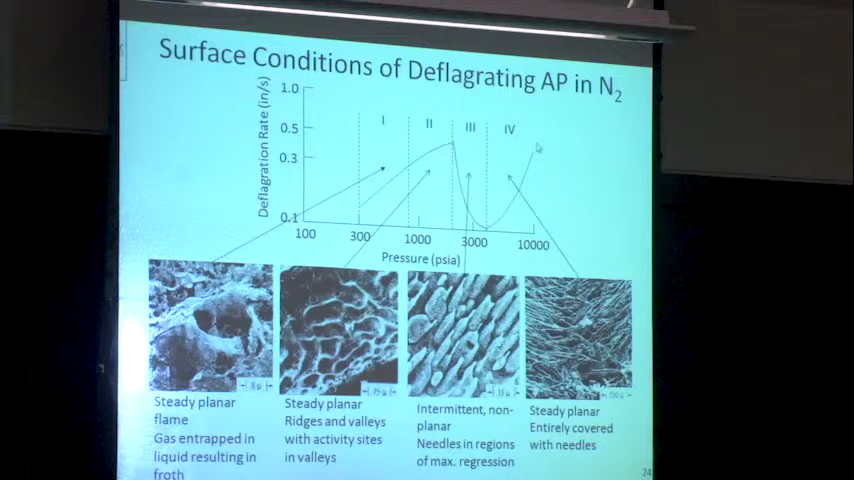 Surface Conditions of Deflagrating AP in N2
Deflagration Rate (in/s)
1.0
0.5
0.3
0.1
I II III IV
100 300 1000 3000 10000
Pressure (psia)
Steady planar
flame
Gas entrapped in
liquid resulting in
froth
Steady planar
Ridges and valleys
with activity sites
in valleys
Intermittent, non-
planar
Needles in regions
of max. regression
Steady planar
Entirely covered
with needles
24